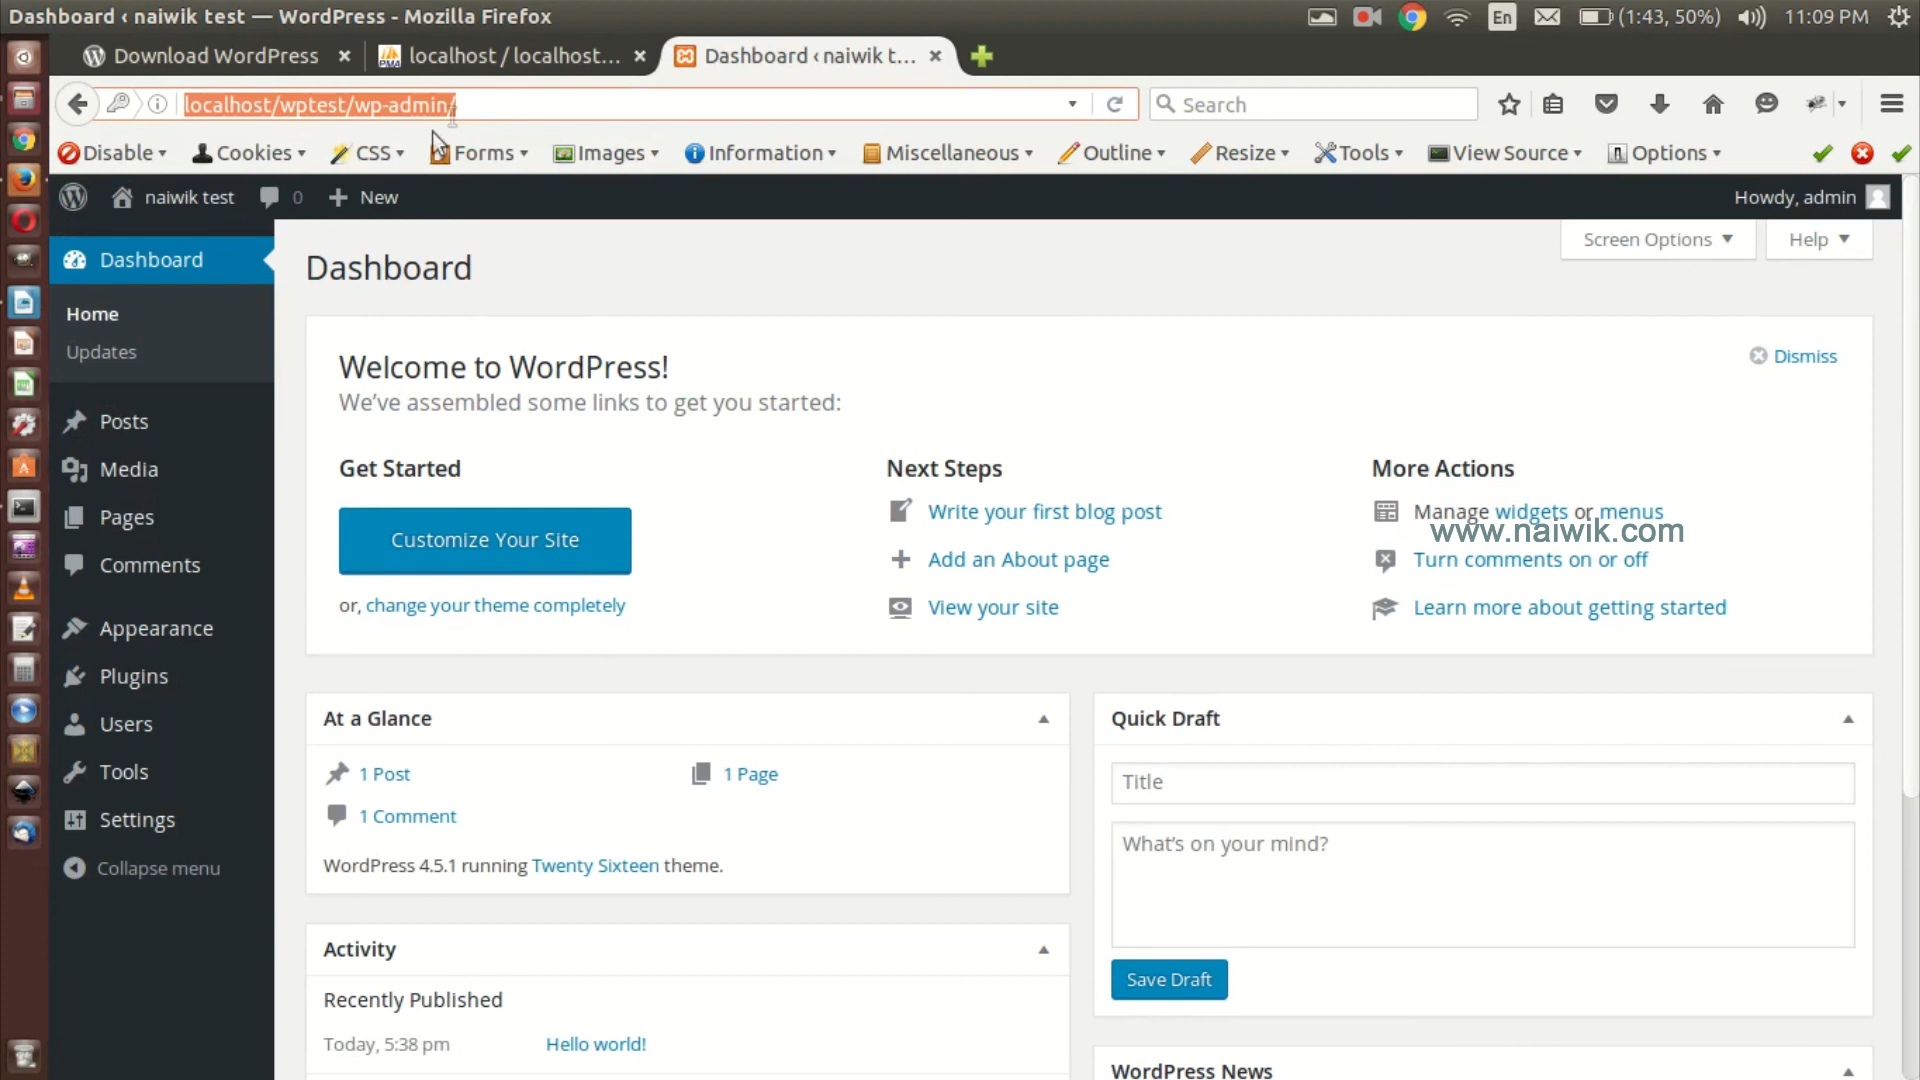 Dashboard ‹ naiwik test — WordPress - Mozilla Firefox
En (1:43, 50%) 11:09 PM
Download WordPress localhost / localhost... Dashboard ‹ naiwik t...
localhost/wptest/wp-admin/ Search
Disable Cookies CSS Forms Images Information Miscellaneous Outline Resize Tools View Source Options
naiwik test 0 New Howdy, admin
Dashboard
Home
Updates
Posts
Media
Pages
Comments
Appearance
Plugins
Users
Tools
Settings
Collapse menu
Screen Options Help
Dashboard
Welcome to WordPress!
Dismiss
We've assembled some links to get you started:
Get Started
Customize Your Site
or, change your theme completely
Next Steps
Write your first blog post
Add an About page
View your site
More Actions
Manage widgets or menus
www.naiwik.com
Turn comments on or off
Learn more about getting started
At a Glance
1 Post 1 Page
1 Comment
WordPress 4.5.1 running Twenty Sixteen theme.
Activity
Recently Published
Today, 5:38 pm Hello world!
Quick Draft
Title
What's on your mind?
Save Draft
WordPress News